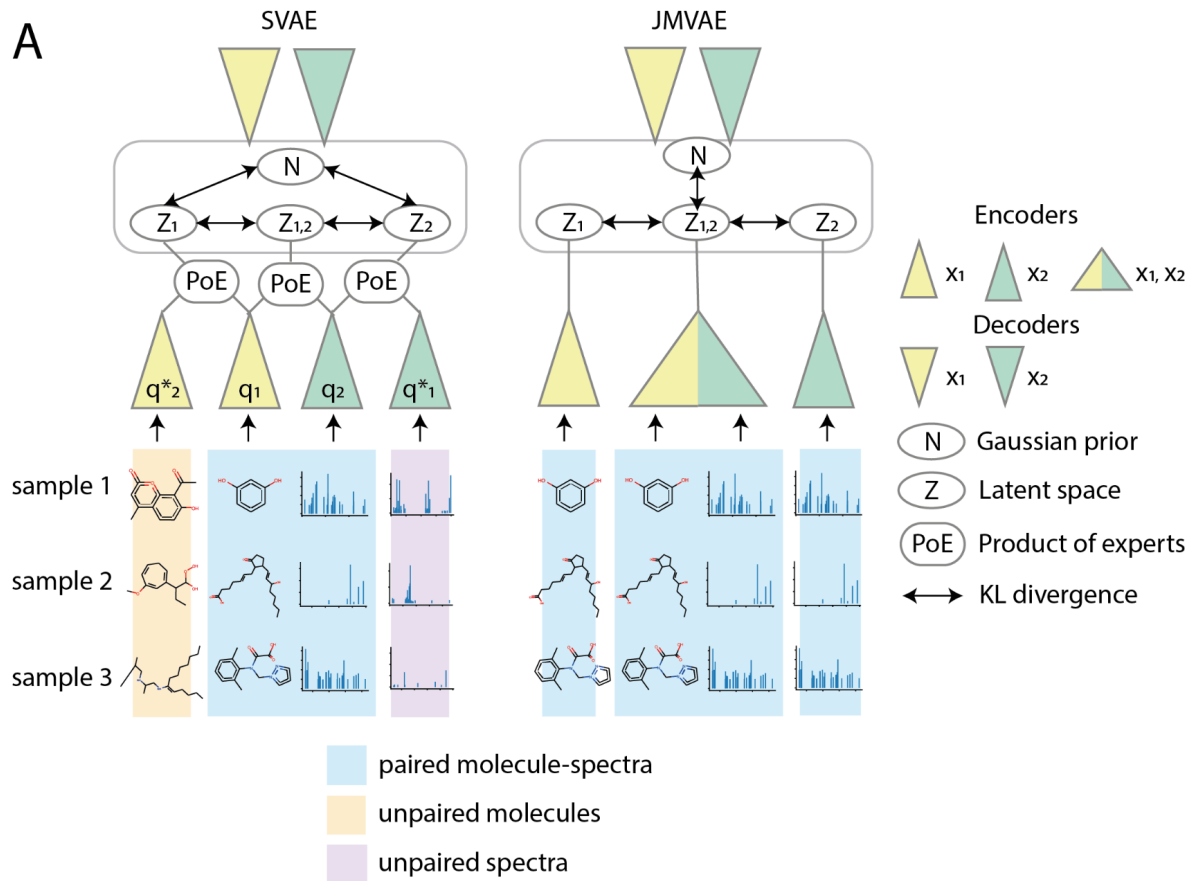 A
SVAE
JMVAE
N
Z1
Z1,2
Z2
PoE
PoE
PoE
q*2
q1
q2
q*1
N
Z1
Z1,2
Z2
Encoders
x1
x2
x1, x2
Decoders
x1
x2
N
Gaussian prior
Z
Latent space
PoE
Product of experts
KL divergence
sample 1
sample 2
sample 3
paired molecule-spectra
unpaired molecules
unpaired spectra